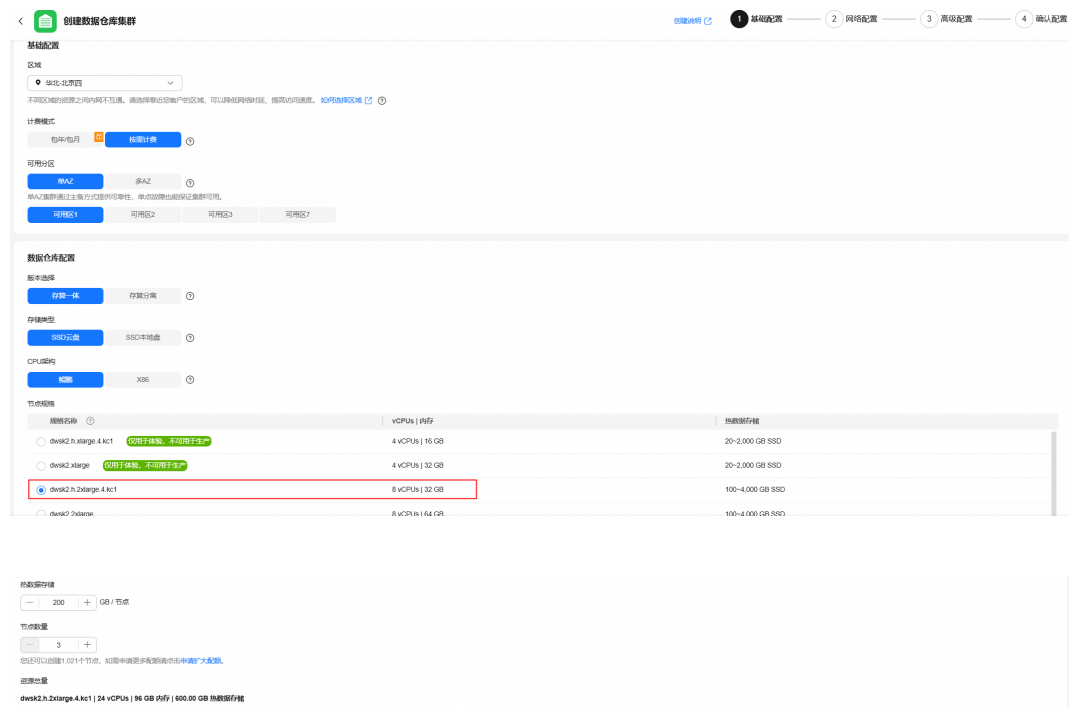 创建数据仓库集群
创建说明
1 基础配置 2 网络配置 3 高级配置 4 确认配置
基础配置
区域
华北-北京四
不同区域的资源之间内网不互通。请选择靠近您客户的区域，可以降低网络时延、提高访问速度。 如何选择区域
计费模式
包年/包月 按需计费
可用分区
单AZ 多AZ
单AZ集群通过主备方式提供可靠性，单点故障也能保证集群可用。
可用区1 可用区2 可用区3 可用区7
数据仓库配置
版本选择
存算一体 存算分离
存储类型
SSD云盘 SSD本地盘
CPU架构
鲲鹏 X86
节点规格
规格名称 vCPUs | 内存 热数据存储
dwsk2.h.xlarge.4.kc1 仅用于体验，不可用于生产 4 vCPUs | 16 GB 20~2,000 GB SSD
dwsk2.xlarge 仅用于体验，不可用于生产 4 vCPUs | 32 GB 20~2,000 GB SSD
dwsk2.h.2xlarge.4.kc1 8 vCPUs | 32 GB 100~4,000 GB SSD
dwsk2.2xlarge 8 vCPUs | 64 GB 100~4,000 GB SSD
热数据存储
200 GB / 节点
节点数量
3
您还可以创建1,021个节点，如需申请更多配额请点击申请扩大配额。
资源总量
dwsk2.h.2xlarge.4.kc1 | 24 vCPUs | 96 GB 内存 | 600.00 GB 热数据存储